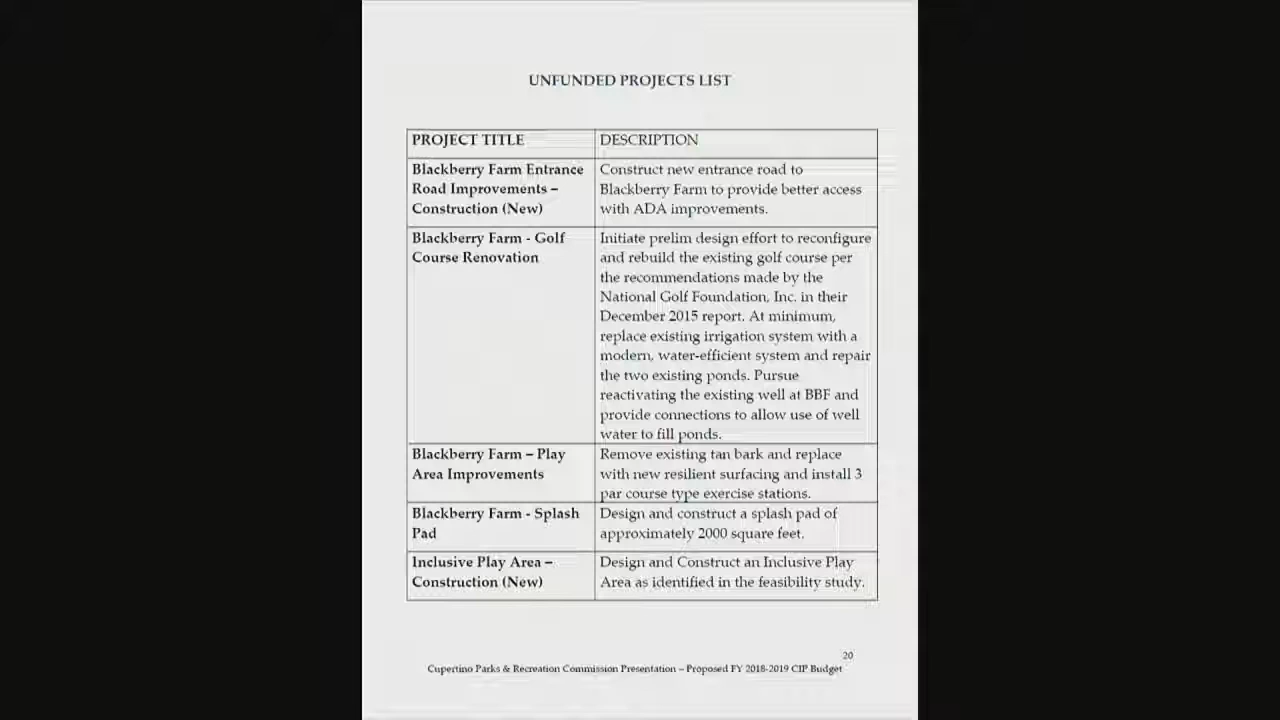 UNFUNDED PROJECTS LIST
PROJECT TITLE
DESCRIPTION
Blackberry Farm Entrance
Road Improvements –
Construction (New)
Construct new entrance road to
Blackberry Farm to provide better access
with ADA improvements.
Blackberry Farm - Golf
Course Renovation
Initiate prelim design effort to reconfigure
and rebuild the existing golf course per
the recommendations made by the
National Golf Foundation, Inc. in their
December 2015 report. At minimum,
replace existing irrigation system with a
modern, water-efficient system and repair
the two existing ponds. Pursue
reactivating the existing well at BBF and
provide connections to allow use of well
water to fill ponds.
Blackberry Farm – Play
Area Improvements
Remove existing tan bark and replace
with new resilient surfacing and install 3
par course type exercise stations.
Blackberry Farm - Splash
Pad
Design and construct a splash pad of
approximately 2000 square feet.
Inclusive Play Area –
Construction (New)
Design and Construct an Inclusive Play
Area as identified in the feasibility study.
20
Cupertino Parks & Recreation Commission Presentation – Proposed FY 2018-2019 CIP Budget